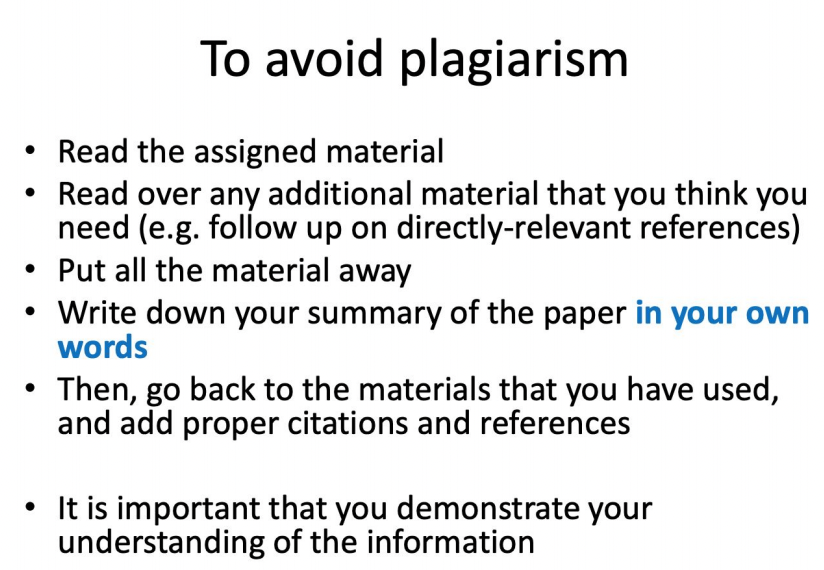 To avoid plagiarism
• Read the assigned material
• Read over any additional material that you think you
need (e.g. follow up on directly-relevant references)
• Put all the material away
• Write down your summary of the paper in your own
words
• Then, go back to the materials that you have used,
and add proper citations and references
• It is important that you demonstrate your
understanding of the information